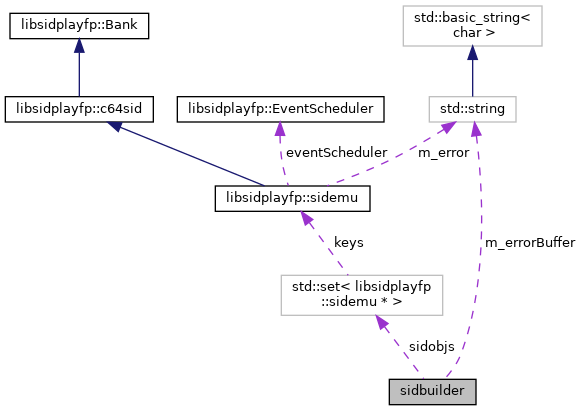 libsidplayfp::Bank
std::basic_string<
char >
libsidplayfp::c64sid
libsidplayfp::EventScheduler
std::string
eventScheduler
m_error
libsidplayfp::sidemu
keys
m_errorBuffer
std::set< libsidplayfp
::sidemu * >
sidobjs
sidbuilder